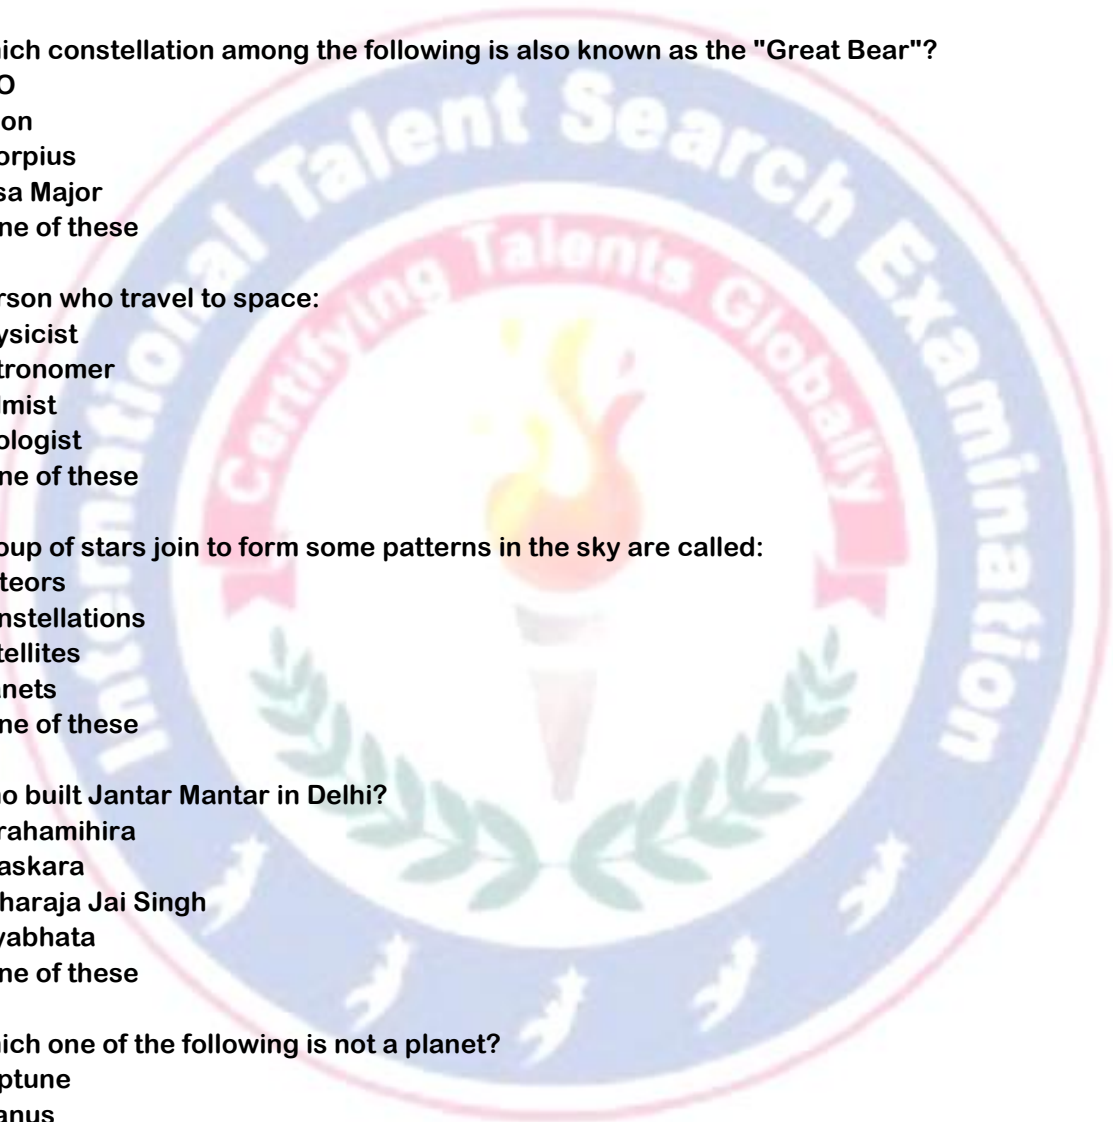 ich constellation among the following is also known as the "Great Bear"?
O
on
orpius
sa Major
ne of these
rson who travel to space:
ysicist
tronomer
lmist
ologist
ne of these
oup of stars join to form some patterns in the sky are called:
teors
nstellations
tellites
anets
ne of these
o built Jantar Mantar in Delhi?
rahamihira
askara
haraja Jai Singh
yabhata
ne of these
ich one of the following is not a planet?
ptune
anus
International Talent Search Examination
Certifying Talents Globally